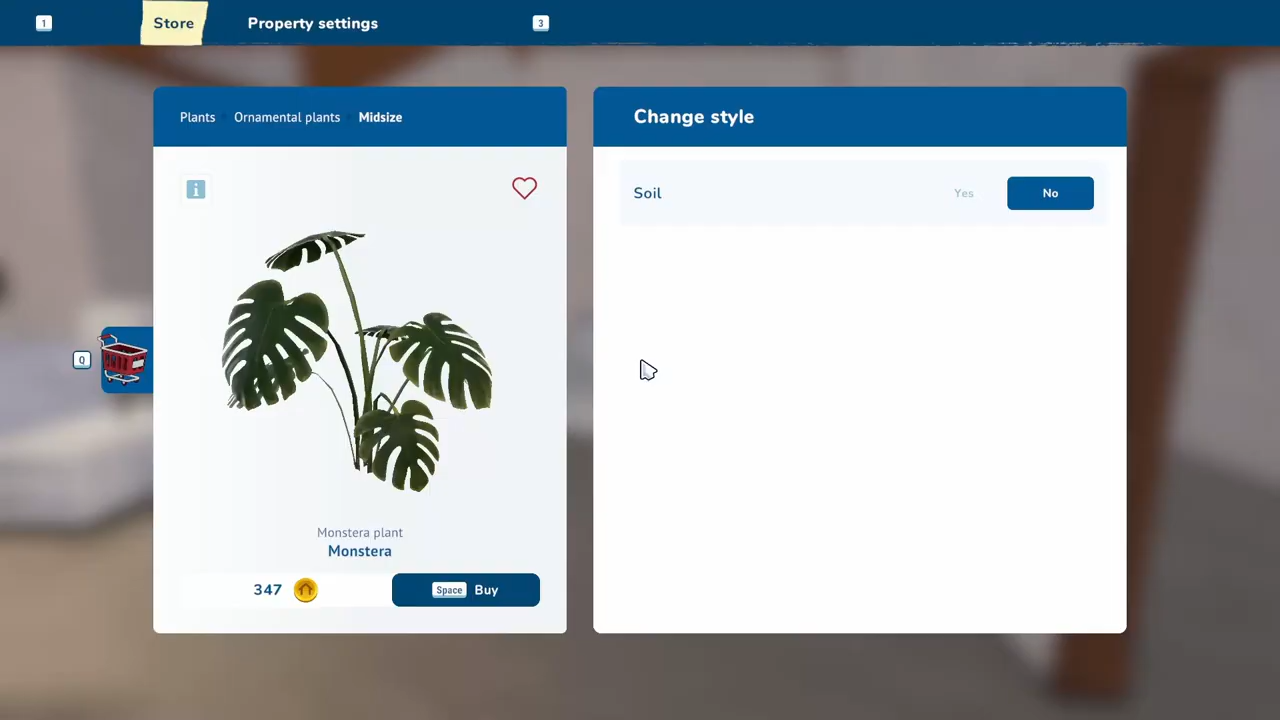 1
Store
Property settings
3
Plants Ornamental plants Midsize
Change style
i
Soil
Yes
No
Q
Monstera plant
Monstera
347
Space Buy